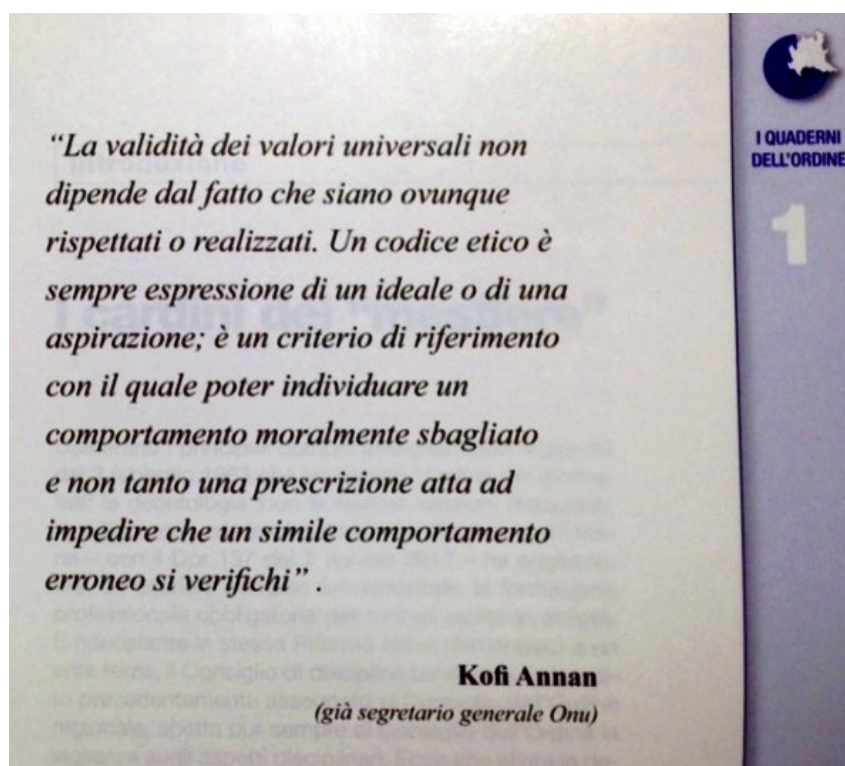 “La validità dei valori universali non
dipende dal fatto che siano ovunque
rispettati o realizzati. Un codice etico è
sempre espressione di un ideale o di una
aspirazione; è un criterio di riferimento
con il quale poter individuare un
comportamento moralmente sbagliato
e non tanto una prescrizione atta ad
impedire che un simile comportamento
erroneo si verifichi” .
Kofi Annan
(già segretario generale Onu)
I QUADERNI
DELL'ORDINE
1